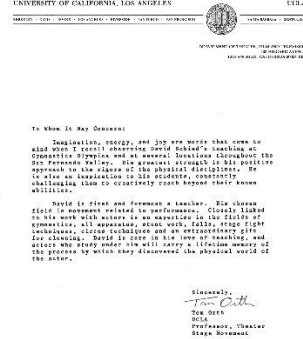 UNIVERSITY OF CALIFORNIA, LOS ANGELES UCLA
To Whom It May Concern:
Imagination, energy, and joy are words that come to
mind when I recall observing David Schied's teaching at
Gymnastics Olympica and at several locations throughout the
San Fernando Valley. His greatest strength is his positive
approach to the rigors of the physical disciplines. He
is also an inspiration to his students, constantly
challenging them to creatively reach beyond their known
abilities.
David is first and foremost a teacher. His chosen
field is movement related to performance. Closely linked
to his work with actors is an expertise in the fields of
gymnastics, all apparatus, stunt work, falls, stage fight
techniques, circus techniques and an extraordinary gift
for clowning. David is rare in his love of teaching, and
actors who study under him will carry a lifetime memory of
the process by which they discovered the physical world of
the actor.
Sincerely,
Tom Orth
Tom Orth
UCLA
Professor, Theater
Stage Movement